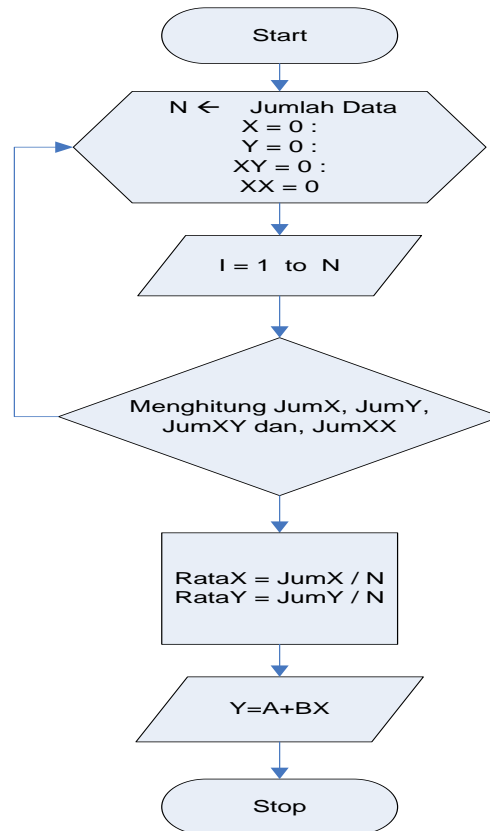 Start
N ← Jumlah Data
X = 0 :
Y = 0 :
XY = 0 :
XX = 0
I = 1 to N
Menghitung JumX, JumY,
JumXY dan, JumXX
RataX = JumX / N
RataY = JumY / N
Y=A+BX
Stop